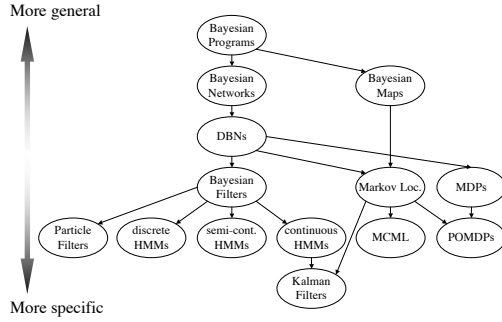 More general
Bayesian
Programs
Bayesian
Networks
Bayesian
Maps
DBNs
Bayesian
Filters
Markov Loc.
MDPs
Particle
Filters
discrete
HMMs
semi-cont.
HMMs
continuous
HMMs
MCML
POMDPs
Kalman
Filters
More specific